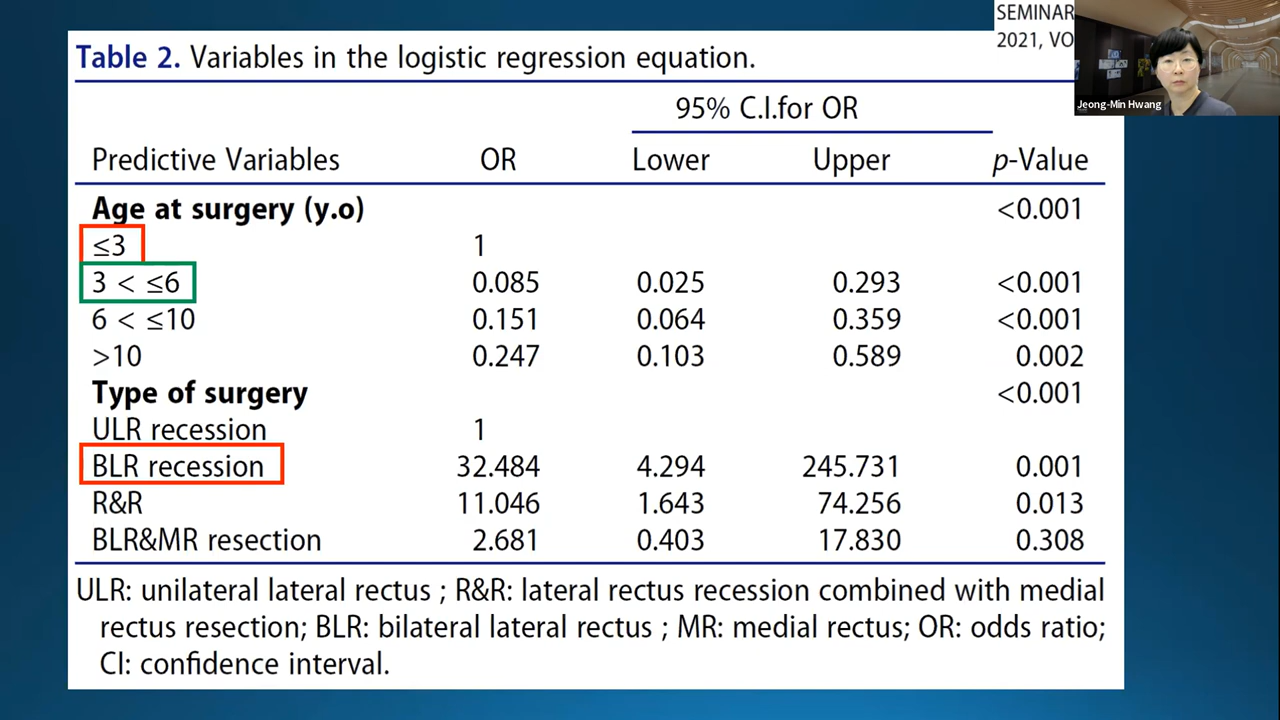 SEMINAR
2021, VO
Jeong-Min Hwang
Table 2. Variables in the logistic regression equation.
95% C.I.for OR
Predictive Variables OR Lower Upper p-Value
Age at surgery (y.o) <0.001
≤3 1
3 < ≤6 0.085 0.025 0.293 <0.001
6 < ≤10 0.151 0.064 0.359 <0.001
>10 0.247 0.103 0.589 0.002
Type of surgery <0.001
ULR recession 1
BLR recession 32.484 4.294 245.731 0.001
R&R 11.046 1.643 74.256 0.013
BLR&MR resection 2.681 0.403 17.830 0.308
ULR: unilateral lateral rectus ; R&R: lateral rectus recession combined with medial
rectus resection; BLR: bilateral lateral rectus ; MR: medial rectus; OR: odds ratio;
CI: confidence interval.